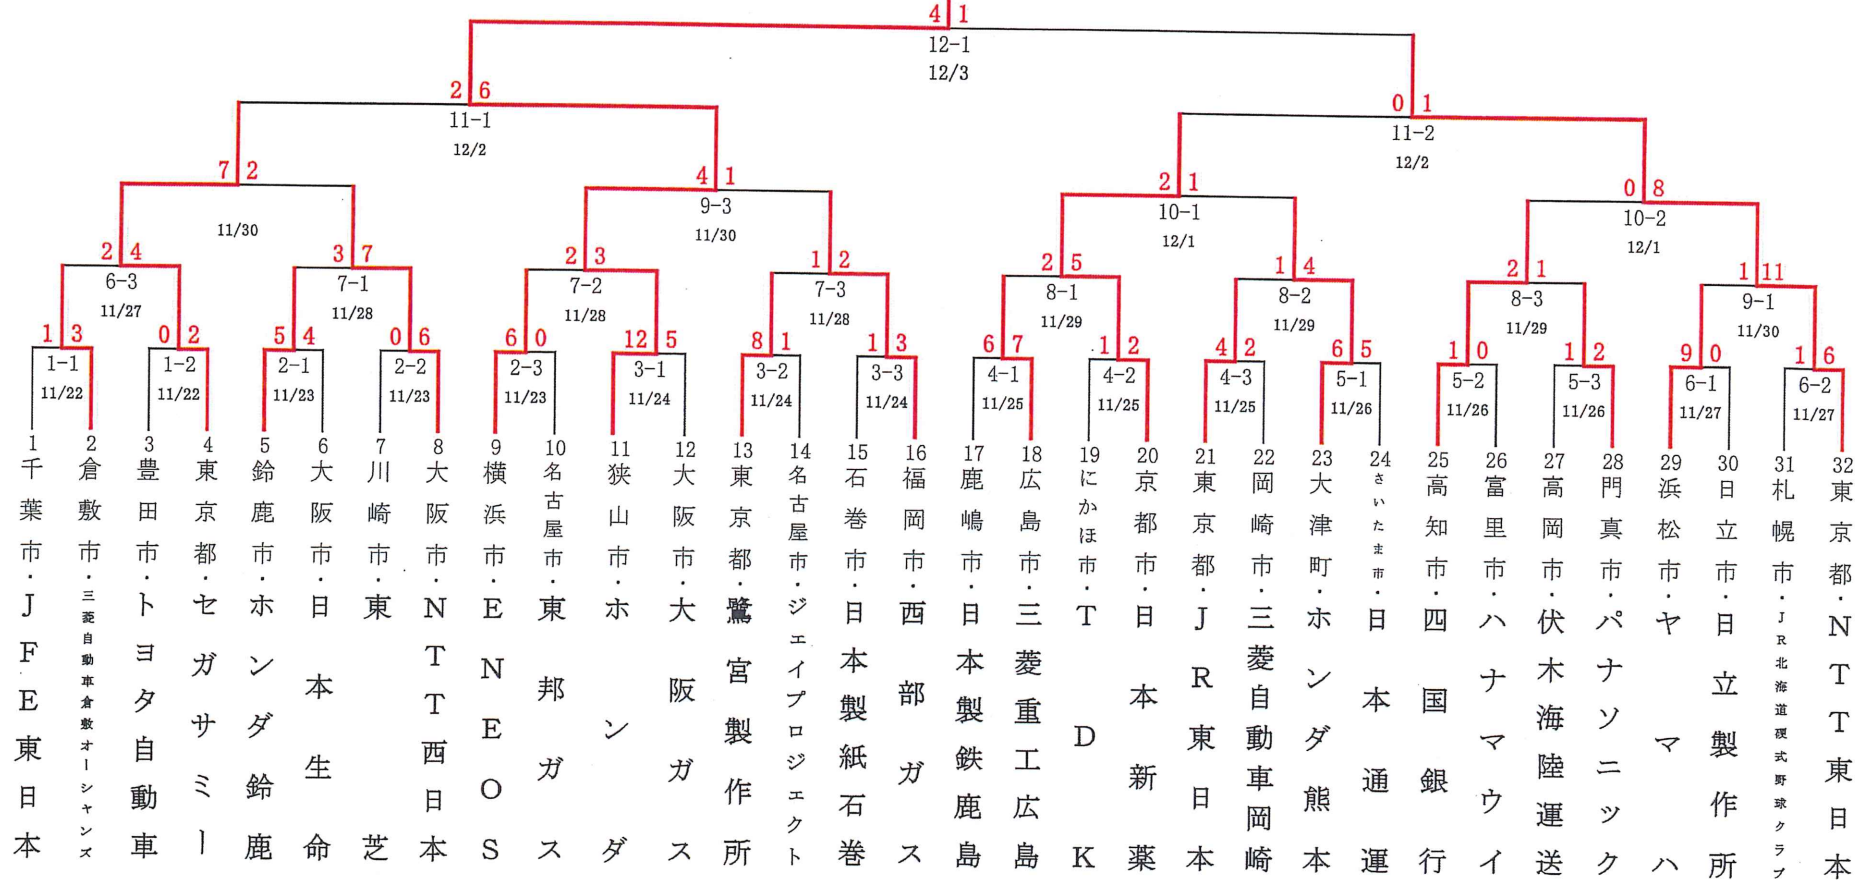 4 1
12-1
12/3
2 6
11-1
12/2
0 1
11-2
12/2
7 2
11/30
4 1
9-3
11/30
2 1
10-1
12/1
0 8
10-2
12/1
2 4
6-3
11/27
3 7
7-1
11/28
2 3
7-2
11/28
1 2
7-3
11/28
2 5
8-1
11/29
1 4
8-2
11/29
2 1
8-3
11/29
1 11
9-1
11/30
1 3
1-1
11/22
0 2
1-2
11/22
5 4
2-1
11/23
0 6
2-2
11/23
6 0
2-3
11/23
12 5
3-1
11/24
8 1
3-2
11/24
1 3
3-3
11/24
6 7
4-1
11/25
1 2
4-2
11/25
4 2
4-3
11/25
6 5
5-1
11/26
1 0
5-2
11/26
1 2
5-3
11/26
9 0
6-1
11/27
1 6
6-2
11/27
1 千葉市・JFE東日本
2 倉敷市・三菱自動車倉敷オーシャンズ
3 豊田市・トヨタ自動車
4 東京都・セガサミー
5 鈴鹿市・ホンダ鈴鹿
6 大阪市・日本生命
7 川崎市・東芝
8 大阪市・NTT西日本
9 横浜市・ENEOS
10 名古屋市・東邦ガス
11 狭山市・ホンダ
12 大阪市・大阪ガス
13 東京都・鷺宮製作所
14 名古屋市・ジェイプロジェクト
15 石巻市・日本製紙石巻
16 福岡市・西部ガス
17 鹿嶋市・日本製鉄鹿島
18 広島市・三菱重工広島
19 にかほ市・TDK
20 京都市・日本新薬
21 東京都・JR東日本
22 岡崎市・三菱自動車岡崎
23 大津町・ホンダ熊本
24 さいたま市・日本通運
25 高知市・四国銀行
26 富里市・ハナマウイ
27 高岡市・伏木海陸運送
28 門真市・パナソニック
29 浜松市・ヤマハ
30 日立市・日立製作所
31 札幌市・JR北海道硬式野球クラブ
32 東京都・NTT東日本